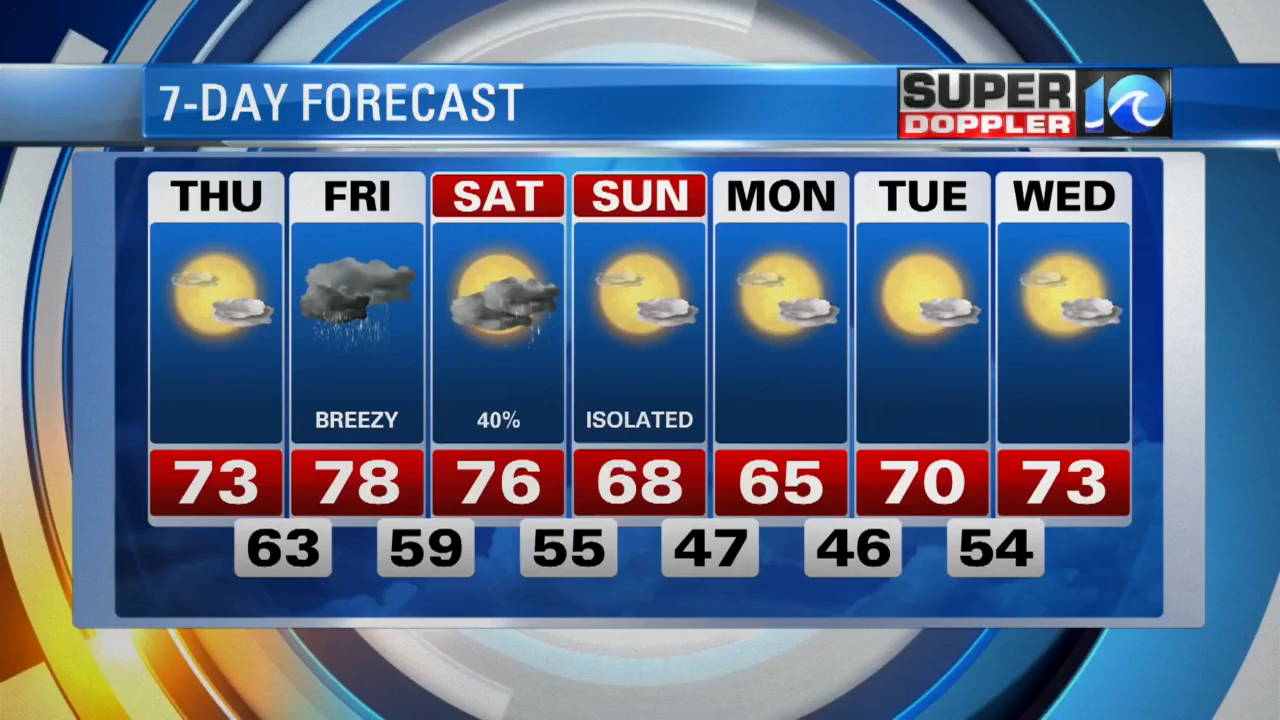 7-DAY FORECAST
SUPER
DOPPLER 10
THU FRI SAT SUN MON TUE WED
BREEZY 40% ISOLATED
73 78 76 68 65 70 73
63 59 55 47 46 54